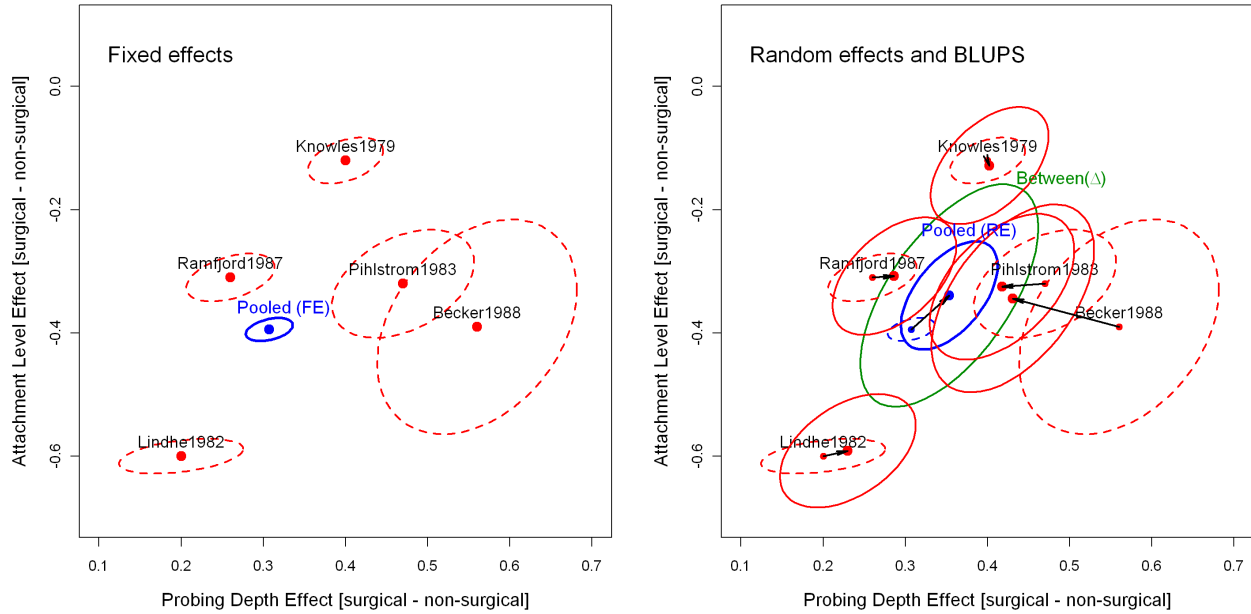 Fixed effects
Attachment Level Effect [surgical - non-surgical]
0.0
-0.2
-0.4
-0.6
Knowles1979
Ramfjord1987
Pihlstrom1983
Pooled (FE)
Becker1988
Lindhe1982
0.1 0.2 0.3 0.4 0.5 0.6 0.7
Probing Depth Effect [surgical - non-surgical]
Random effects and BLUPS
Attachment Level Effect [surgical - non-surgical]
0.0
-0.2
-0.4
-0.6
Knowles1979
Between(Δ)
Pooled (RE)
Ramfjord1987
Pihlstrom1983
Becker1988
Lindhe1982
0.1 0.2 0.3 0.4 0.5 0.6 0.7
Probing Depth Effect [surgical - non-surgical]